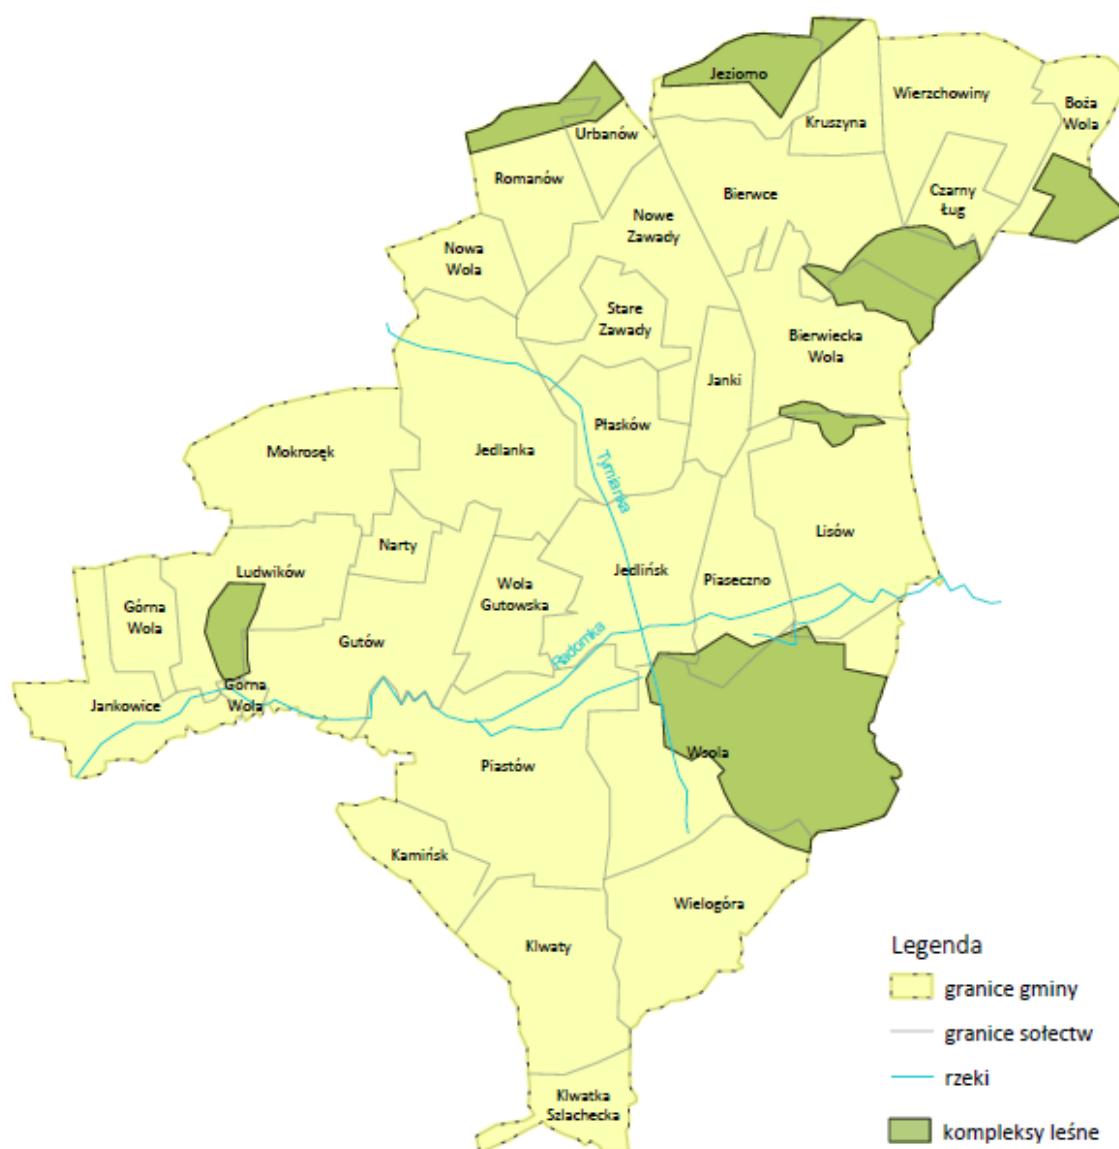 Jeziorno
Kruszyna
Wierzchowiny
Boża
Wola
Urbanów
Romanów
Bierwce
Czarny
Ług
Nowe
Zawady
Nowa
Wola
Stare
Zawady
Bierwiecka
Wola
Janki
Płasków
Mokrosęk
Jedlanka
Tymianka
Lisów
Narty
Ludwików
Wola
Gutowska
Jedlińsk
Piaseczno
Górna
Wola
Gutów
Radomka
Jankowice
Górna
Wola
Piastów
Wsola
Kamińsk
Wielogóra
Klwaty
Klwatka
Szlachecka
Legenda
granice gminy
granice sołectw
rzeki
kompleksy leśne